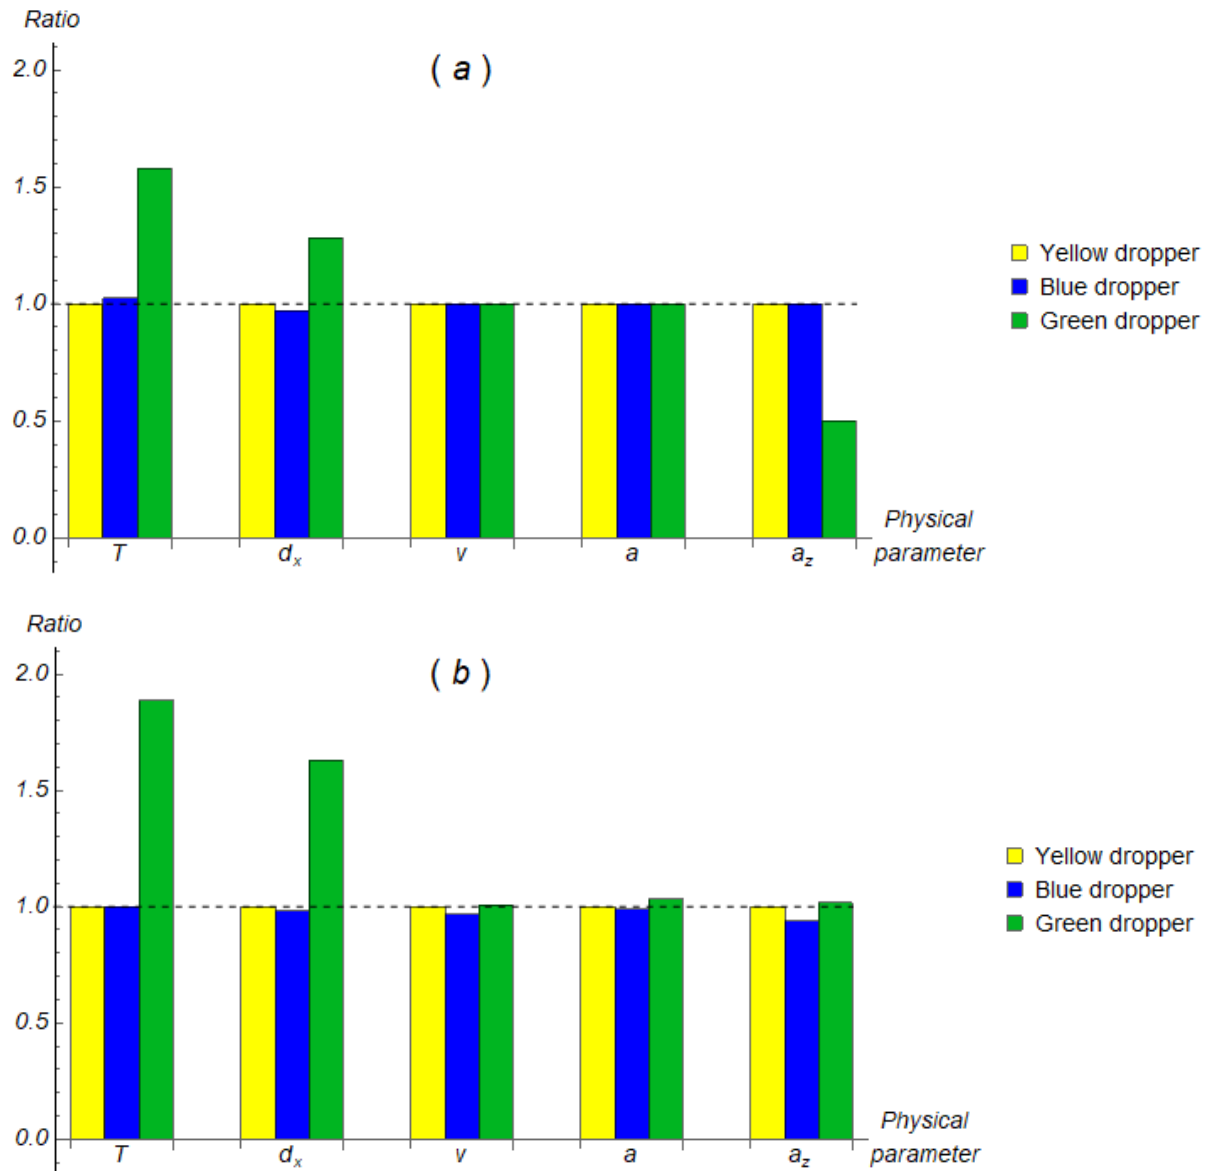 Ratio
( a )
2.0
1.5
1.0
0.5
0.0
T
dx
v
a
az
Physical
parameter
Yellow dropper
Blue dropper
Green dropper
Ratio
( b )
2.0
1.5
1.0
0.5
0.0
T
dx
v
a
az
Physical
parameter
Yellow dropper
Blue dropper
Green dropper